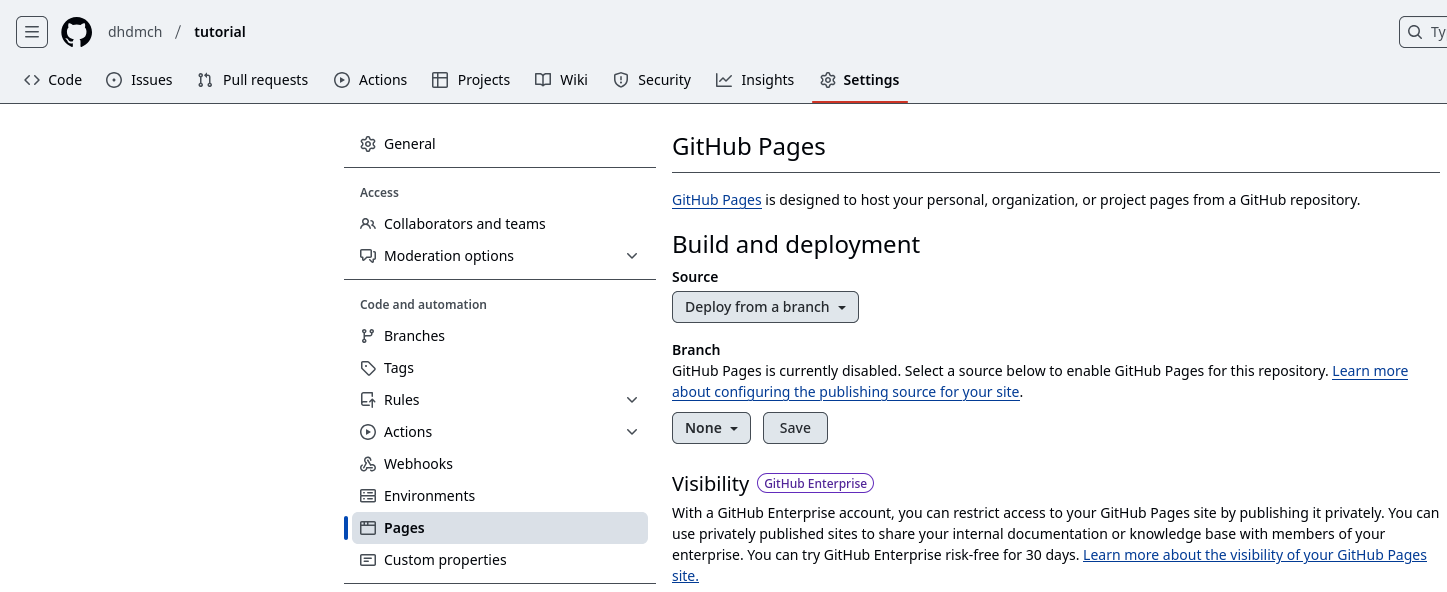 dhdmch / tutorial
Ty
Code Issues Pull requests Actions Projects Wiki Security Insights Settings
General
Access
Collaborators and teams
Moderation options
Code and automation
Branches
Tags
Rules
Actions
Webhooks
Environments
Pages
Custom properties
GitHub Pages
GitHub Pages is designed to host your personal, organization, or project pages from a GitHub repository.
Build and deployment
Source
Deploy from a branch
Branch
GitHub Pages is currently disabled. Select a source below to enable GitHub Pages for this repository. Learn more
about configuring the publishing source for your site.
None Save
Visibility GitHub Enterprise
With a GitHub Enterprise account, you can restrict access to your GitHub Pages site by publishing it privately. You can
use privately published sites to share your internal documentation or knowledge base with members of your
enterprise. You can try GitHub Enterprise risk-free for 30 days. Learn more about the visibility of your GitHub Pages
site.